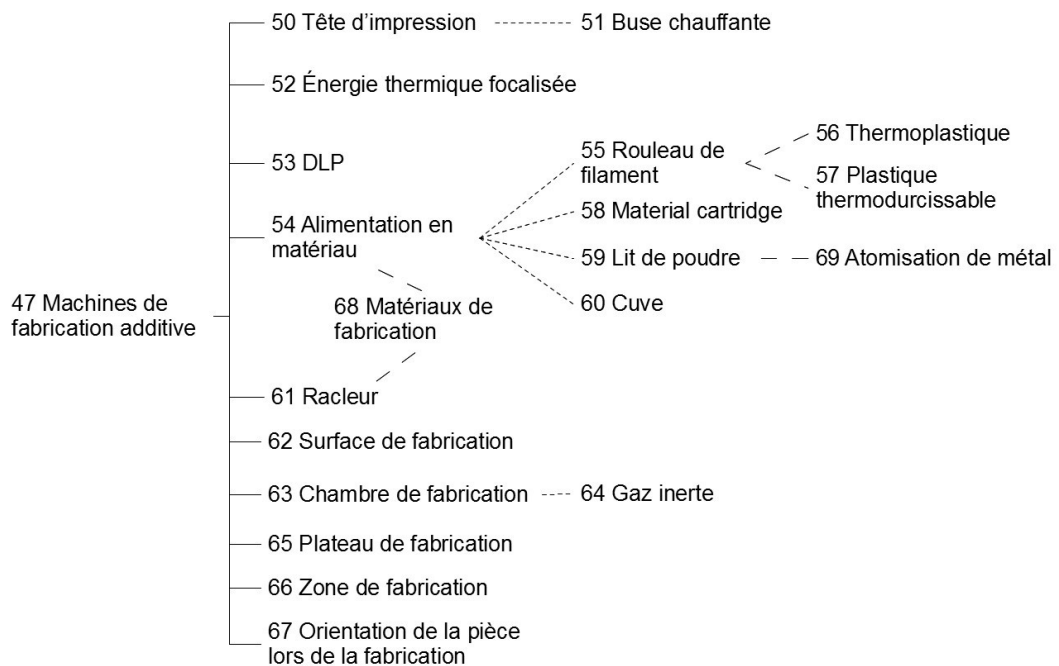 50 Tête d’impression
51 Buse chauffante
52 Énergie thermique focalisée
56 Thermoplastique
53 DLP
55 Rouleau de
filament
57 Plastique
thermodurcissable
54 Alimentation en
matériau
58 Material cartridge
59 Lit de poudre
69 Atomisation de métal
47 Machines de
fabrication additive
68 Matériaux de
fabrication
60 Cuve
61 Racleur
62 Surface de fabrication
63 Chambre de fabrication
64 Gaz inerte
65 Plateau de fabrication
66 Zone de fabrication
67 Orientation de la pièce
lors de la fabrication